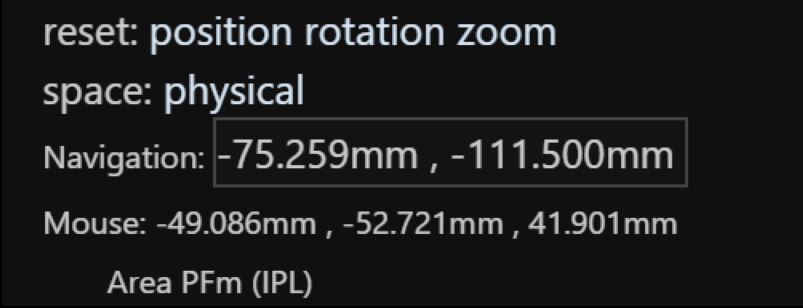 reset: position rotation zoom
space: physical
Navigation: -75.259mm , -111.500mm
Mouse: -49.086mm , -52.721mm , 41.901mm
Area PFm (IPL)